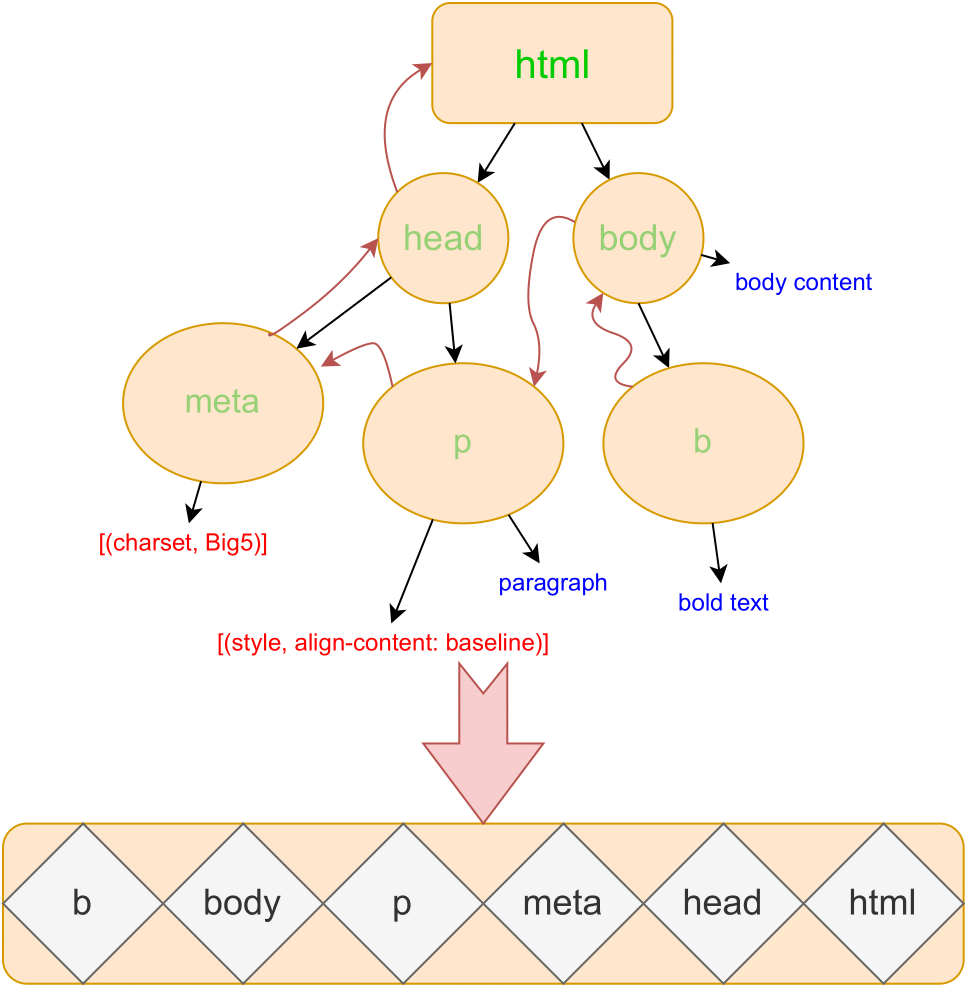 html
head
body
body content
meta
p
b
[(charset, Big5)]
paragraph
bold text
[(style, align-content: baseline)]
b
body
p
meta
head
html